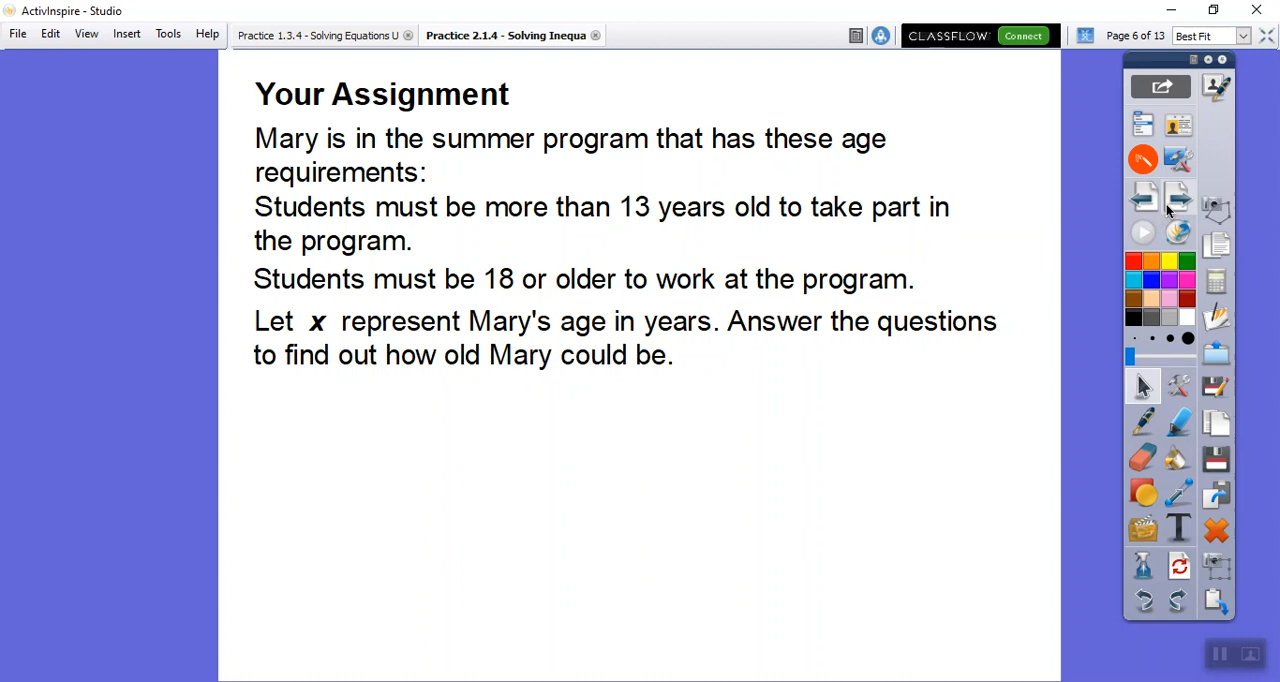 ActivInspire - Studio
File Edit View Insert Tools Help
Practice 1.3.4 - Solving Equations U
Practice 2.1.4 - Solving Inequa
CLASSFLOW Connect
Page 6 of 13
Best Fit
Your Assignment
Mary is in the summer program that has these age
requirements:
Students must be more than 13 years old to take part in
the program.
Students must be 18 or older to work at the program.
Let x represent Mary's age in years. Answer the questions
to find out how old Mary could be.
T